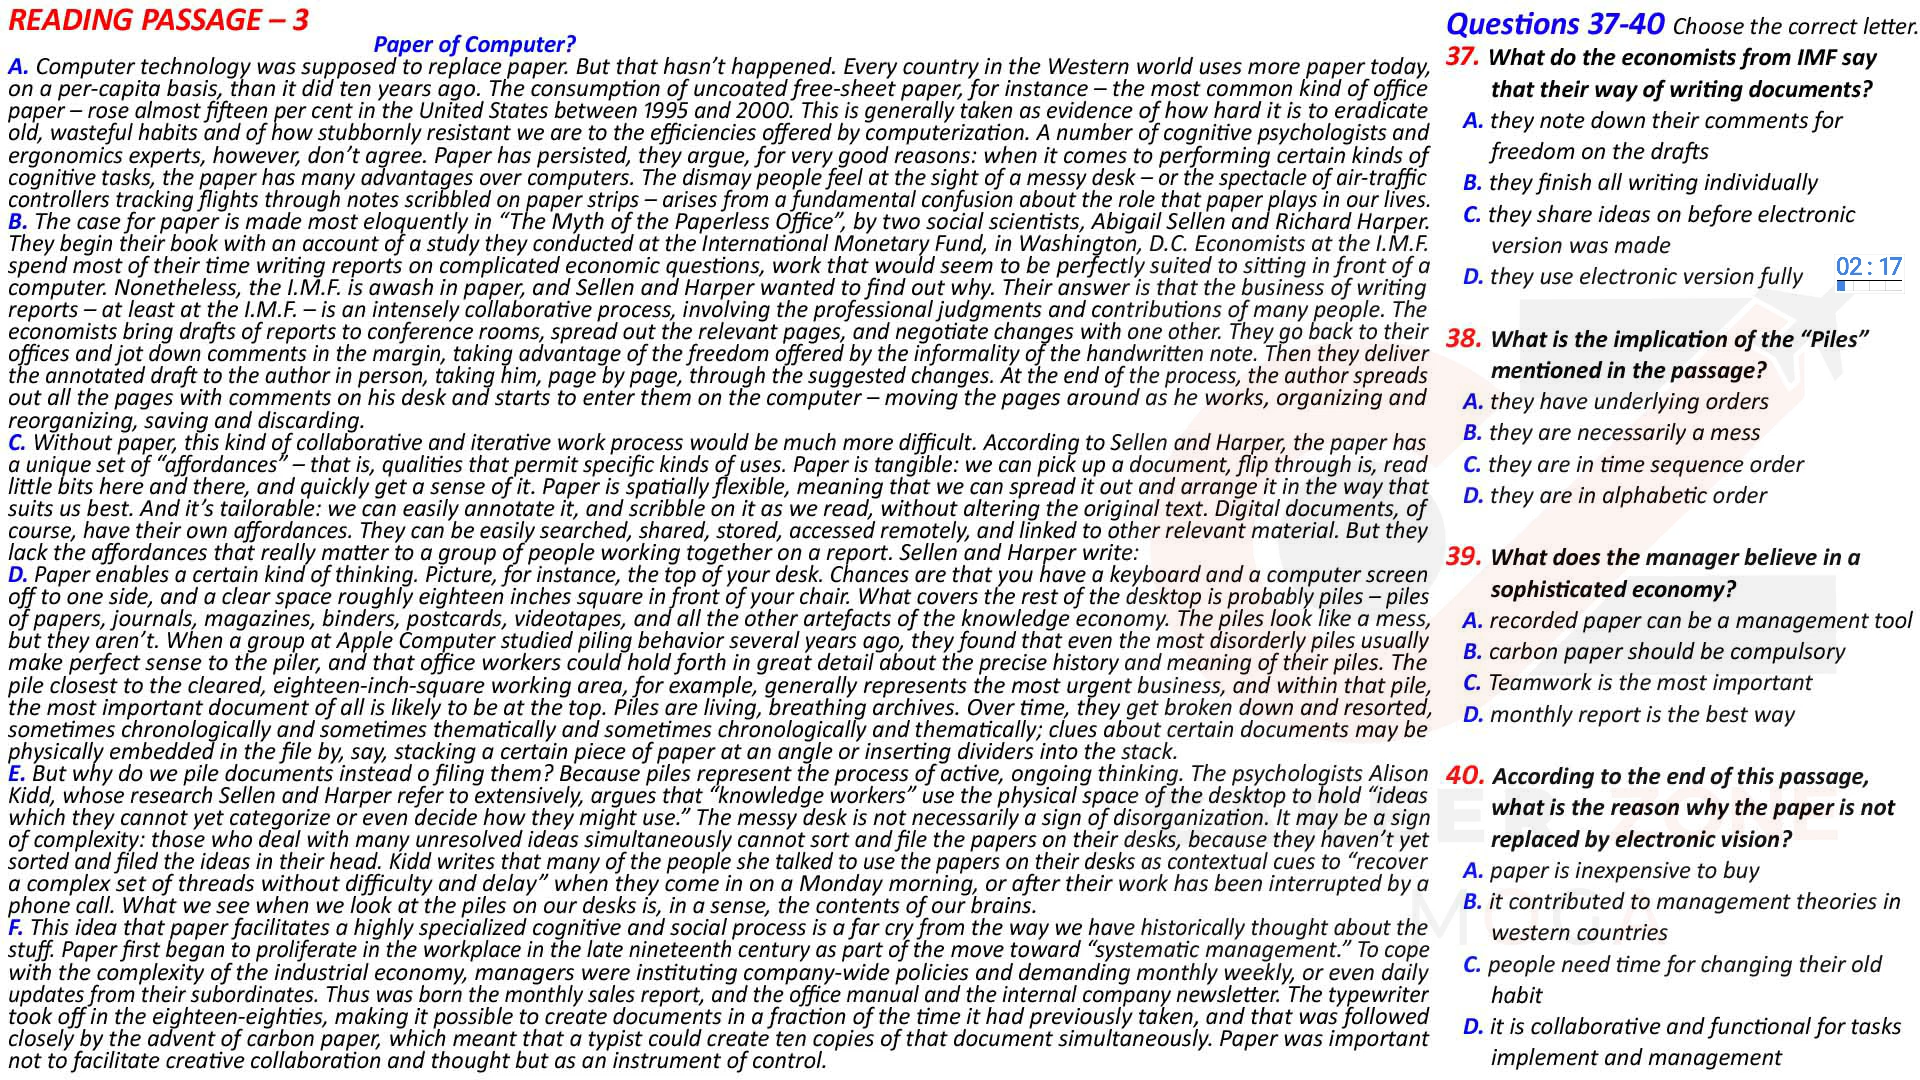 READING PASSAGE – 3
Paper of Computer?
A. Computer technology was supposed to replace paper. But that hasn't happened. Every country in the Western world uses more paper today,
on a per-capita basis, than it did ten years ago. The consumption of uncoated free-sheet paper, for instance – the most common kind of office
paper – rose almost fifteen per cent in the United States between 1995 and 2000. This is generally taken as evidence of how hard it is to eradicate
old, wasteful habits and of how stubbornly resistant we are to the efficiencies offered by computerization. A number of cognitive psychologists and
ergonomics experts, however, don't agree. Paper has persisted, they argue, for very good reasons: when it comes to performing certain kinds of
cognitive tasks, the paper has many advantages over computers. The dismay people feel at the sight of a messy desk – or the spectacle of air-traffic
controllers tracking flights through notes scribbled on paper strips – arises from a fundamental confusion about the role that paper plays in our lives.
B. The case for paper is made most eloquently in “The Myth of the Paperless Office”, by two social scientists, Abigail Sellen and Richard Harper.
They begin their book with an account of a study they conducted at the International Monetary Fund, in Washington, D.C. Economists at the I.M.F.
spend most of their time writing reports on complicated economic questions, work that would seem to be perfectly suited to sitting in front of a
computer. Nonetheless, the I.M.F. is awash in paper, and Sellen and Harper wanted to find out why. Their answer is that the business of writing
reports – at least at the I.M.F. – is an intensely collaborative process, involving the professional judgments and contributions of many people. The
economists bring drafts of reports to conference rooms, spread out the relevant pages, and negotiate changes with one other. They go back to their
offices and jot down comments in the margin, taking advantage of the freedom offered by the informality of the handwritten note. Then they deliver
the annotated draft to the author in person, taking him, page by page, through the suggested changes. At the end of the process, the author spreads
out all the pages with comments on his desk and starts to enter them on the computer – moving the pages around as he works, organizing and
reorganizing, saving and discarding.
C. Without paper, this kind of collaborative and iterative work process would be much more difficult. According to Sellen and Harper, the paper has
a unique set of “affordances” – that is, qualities that permit specific kinds of uses. Paper is tangible: we can pick up a document, flip through is, read
little bits here and there, and quickly get a sense of it. Paper is spatially flexible, meaning that we can spread it out and arrange it in the way that
suits us best. And it's tailorable: we can easily annotate it, and scribble on it as we read, without altering the original text. Digital documents, of
course, have their own affordances. They can be easily searched, shared, stored, accessed remotely, and linked to other relevant material. But they
lack the affordances that really matter to a group of people working together on a report. Sellen and Harper write:
D. Paper enables a certain kind of thinking. Picture, for instance, the top of your desk. Chances are that you have a keyboard and a computer screen
off to one side, and a clear space roughly eighteen inches square in front of your chair. What covers the rest of the desktop is probably piles – piles
of papers, journals, magazines, binders, postcards, videotapes, and all the other artefacts of the knowledge economy. The piles look like a mess,
but they aren't. When a group at Apple Computer studied piling behavior several years ago, they found that even the most disorderly piles usually
make perfect sense to the piler, and that office workers could hold forth in great detail about the precise history and meaning of their piles. The
pile closest to the cleared, eighteen-inch-square working area, for example, generally represents the most urgent business, and within that pile,
the most important document of all is likely to be at the top. Piles are living, breathing archives. Over time, they get broken down and resorted,
sometimes chronologically and sometimes thematically and sometimes chronologically and thematically; clues about certain documents may be
physically embedded in the file by, say, stacking a certain piece of paper at an angle or inserting dividers into the stack.
E. But why do we pile documents instead o filing them? Because piles represent the process of active, ongoing thinking. The psychologists Alison
Kidd, whose research Sellen and Harper refer to extensively, argues that “knowledge workers” use the physical space of the desktop to hold “ideas
which they cannot yet categorize or even decide how they might use.” The messy desk is not necessarily a sign of disorganization. It may be a sign
of complexity: those who deal with many unresolved ideas simultaneously cannot sort and file the papers on their desks, because they haven't yet
sorted and filed the ideas in their head. Kidd writes that many of the people she talked to use the papers on their desks as contextual cues to “recover
a complex set of threads without difficulty and delay” when they come in on a Monday morning, or after their work has been interrupted by a
phone call. What we see when we look at the piles on our desks is, in a sense, the contents of our brains.
F. This idea that paper facilitates a highly specialized cognitive and social process is a far cry from the way we have historically thought about the
stuff. Paper first began to proliferate in the workplace in the late nineteenth century as part of the move toward “systematic management.” To cope
with the complexity of the industrial economy, managers were instituting company-wide policies and demanding monthly weekly, or even daily
updates from their subordinates. Thus was born the monthly sales report, and the office manual and the internal company newsletter. The typewriter
took off in the eighteen-eighties, making it possible to create documents in a fraction of the time it had previously taken, and that was followed
closely by the advent of carbon paper, which meant that a typist could create ten copies of that document simultaneously. Paper was important
not to facilitate creative collaboration and thought but as an instrument of control.
Questions 37-40 Choose the correct letter.
37. What do the economists from IMF say
that their way of writing documents?
A. they note down their comments for
freedom on the drafts
B. they finish all writing individually
C. they share ideas on before electronic
version was made
D. they use electronic version fully
02:17
38. What is the implication of the “Piles”
mentioned in the passage?
A. they have underlying orders
B. they are necessarily a mess
C. they are in time sequence order
D. they are in alphabetic order
39. What does the manager believe in a
sophisticated economy?
A. recorded paper can be a management tool
B. carbon paper should be compulsory
C. Teamwork is the most important
D. monthly report is the best way
40. According to the end of this passage,
what is the reason why the paper is not
replaced by electronic vision?
A. paper is inexpensive to buy
B. it contributed to management theories in
western countries
C. people need time for changing their old
habit
D. it is collaborative and functional for tasks
implement and management
CAREER ZONE
MOGA